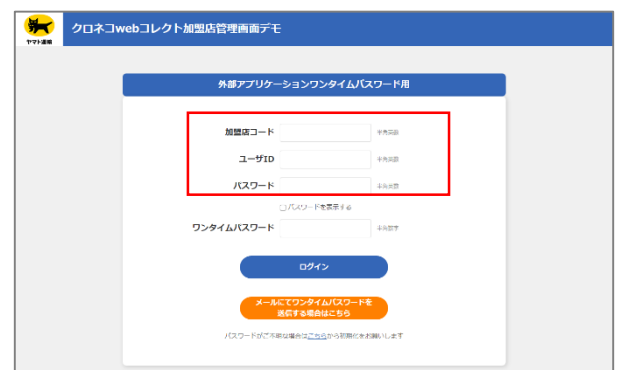 クロネコwebコレクト加盟店管理画面デモ
ヤマト運輸
外部アプリケーションワンタイムパスワード用
加盟店コード 半角英数
ユーザID 半角英数
パスワード 半角英数
パスワードを表示する
ワンタイムパスワード 半角数字
ログイン
メールにてワンタイムパスワードを
送信する場合はこちら
パスワードがご不明な場合はこちらから初期化をお願いします